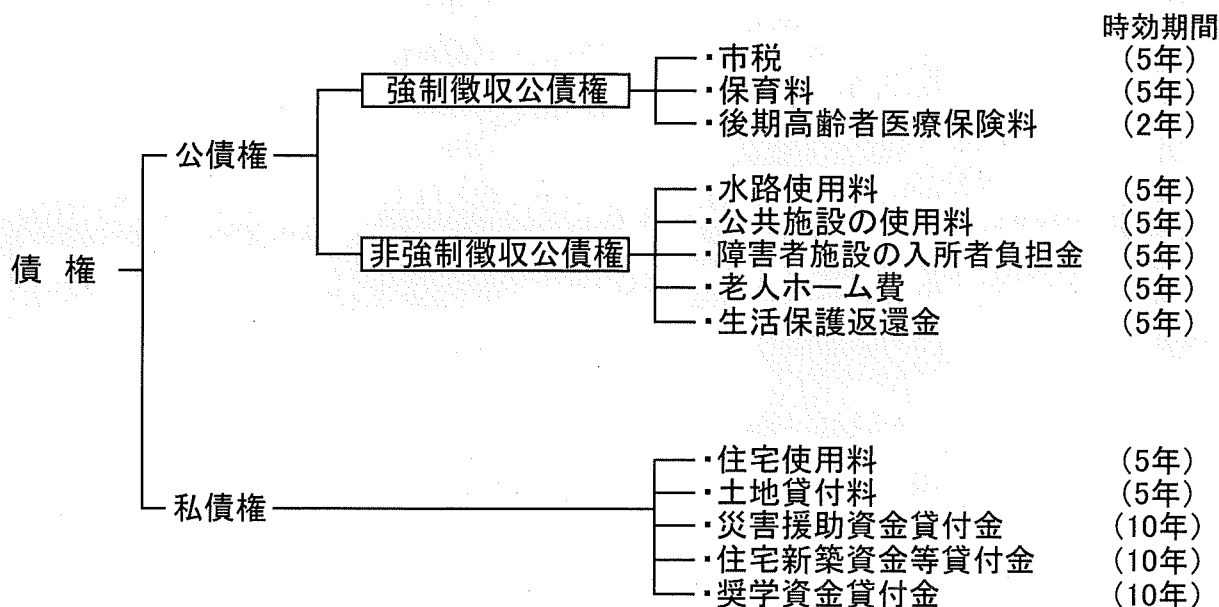 時効期間
・市税 (5年)
強制徴収公債権 ・保育料 (5年)
・後期高齢者医療保険料 (2年)
公債権
・水路使用料 (5年)
・公共施設の使用料 (5年)
非強制徴収公債権 ・障害者施設の入所者負担金 (5年)
債権
・老人ホーム費 (5年)
・生活保護返還金 (5年)
・住宅使用料 (5年)
・土地貸付料 (5年)
私債権
・災害援助資金貸付金 (10年)
・住宅新築資金等貸付金 (10年)
・奨学資金貸付金 (10年)